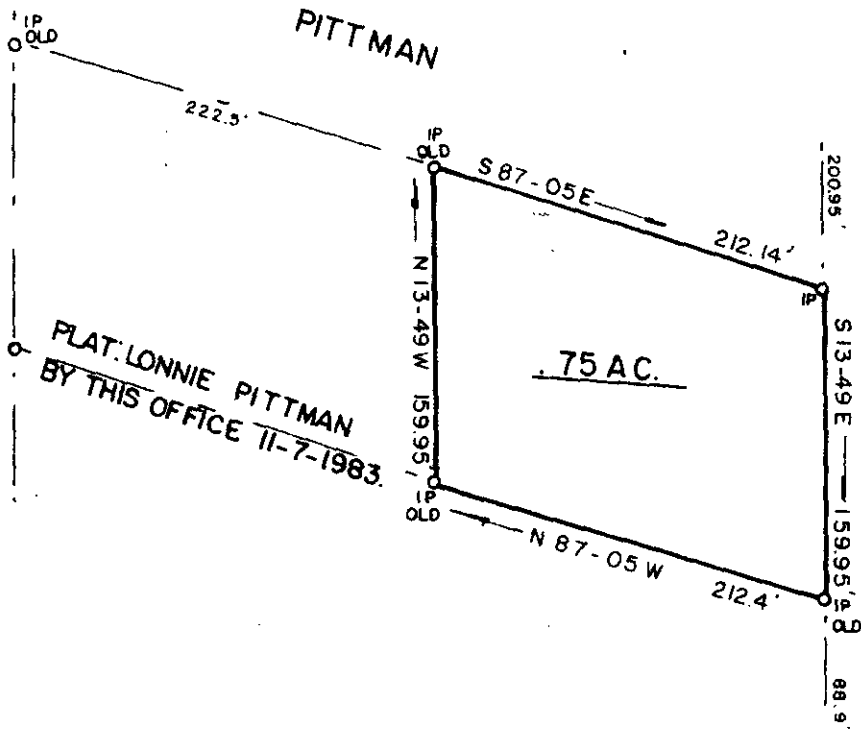 IP
OLD
PITTMAN
222.5'
IP
OLD
S 87-05E
212.14'
200.95'
IP
N 13-49W 159.95'
S 13-49 E 159.95'
.75 AC.
PLAT: LONNIE PITTMAN
BY THIS OFFICE 11-7-1983.
IP
OLD
N 87-05 W
212.4'
IP
OLD
88.9'